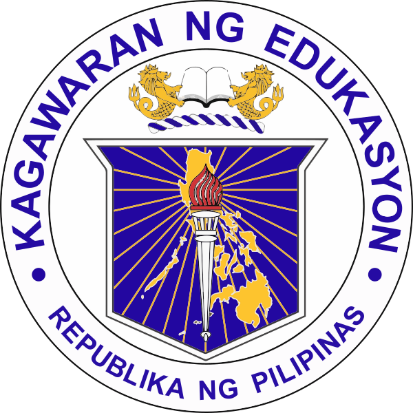 KAGAWARAN NG EDUKASYON
REPUBLIKA NG PILIPINAS